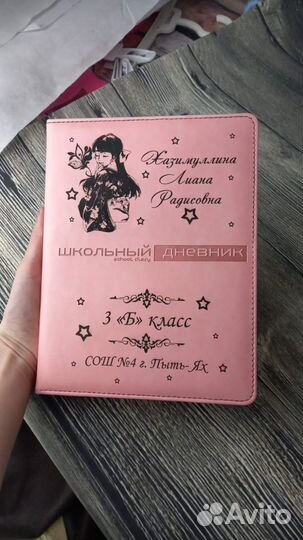 Хазимуллина
Лиана
Радисовна
ШКОЛЬНЫЙ ДНЕВНИК
school diary
3 «Б» класс
СОШ №4 г. Пыть-Ях
Avito